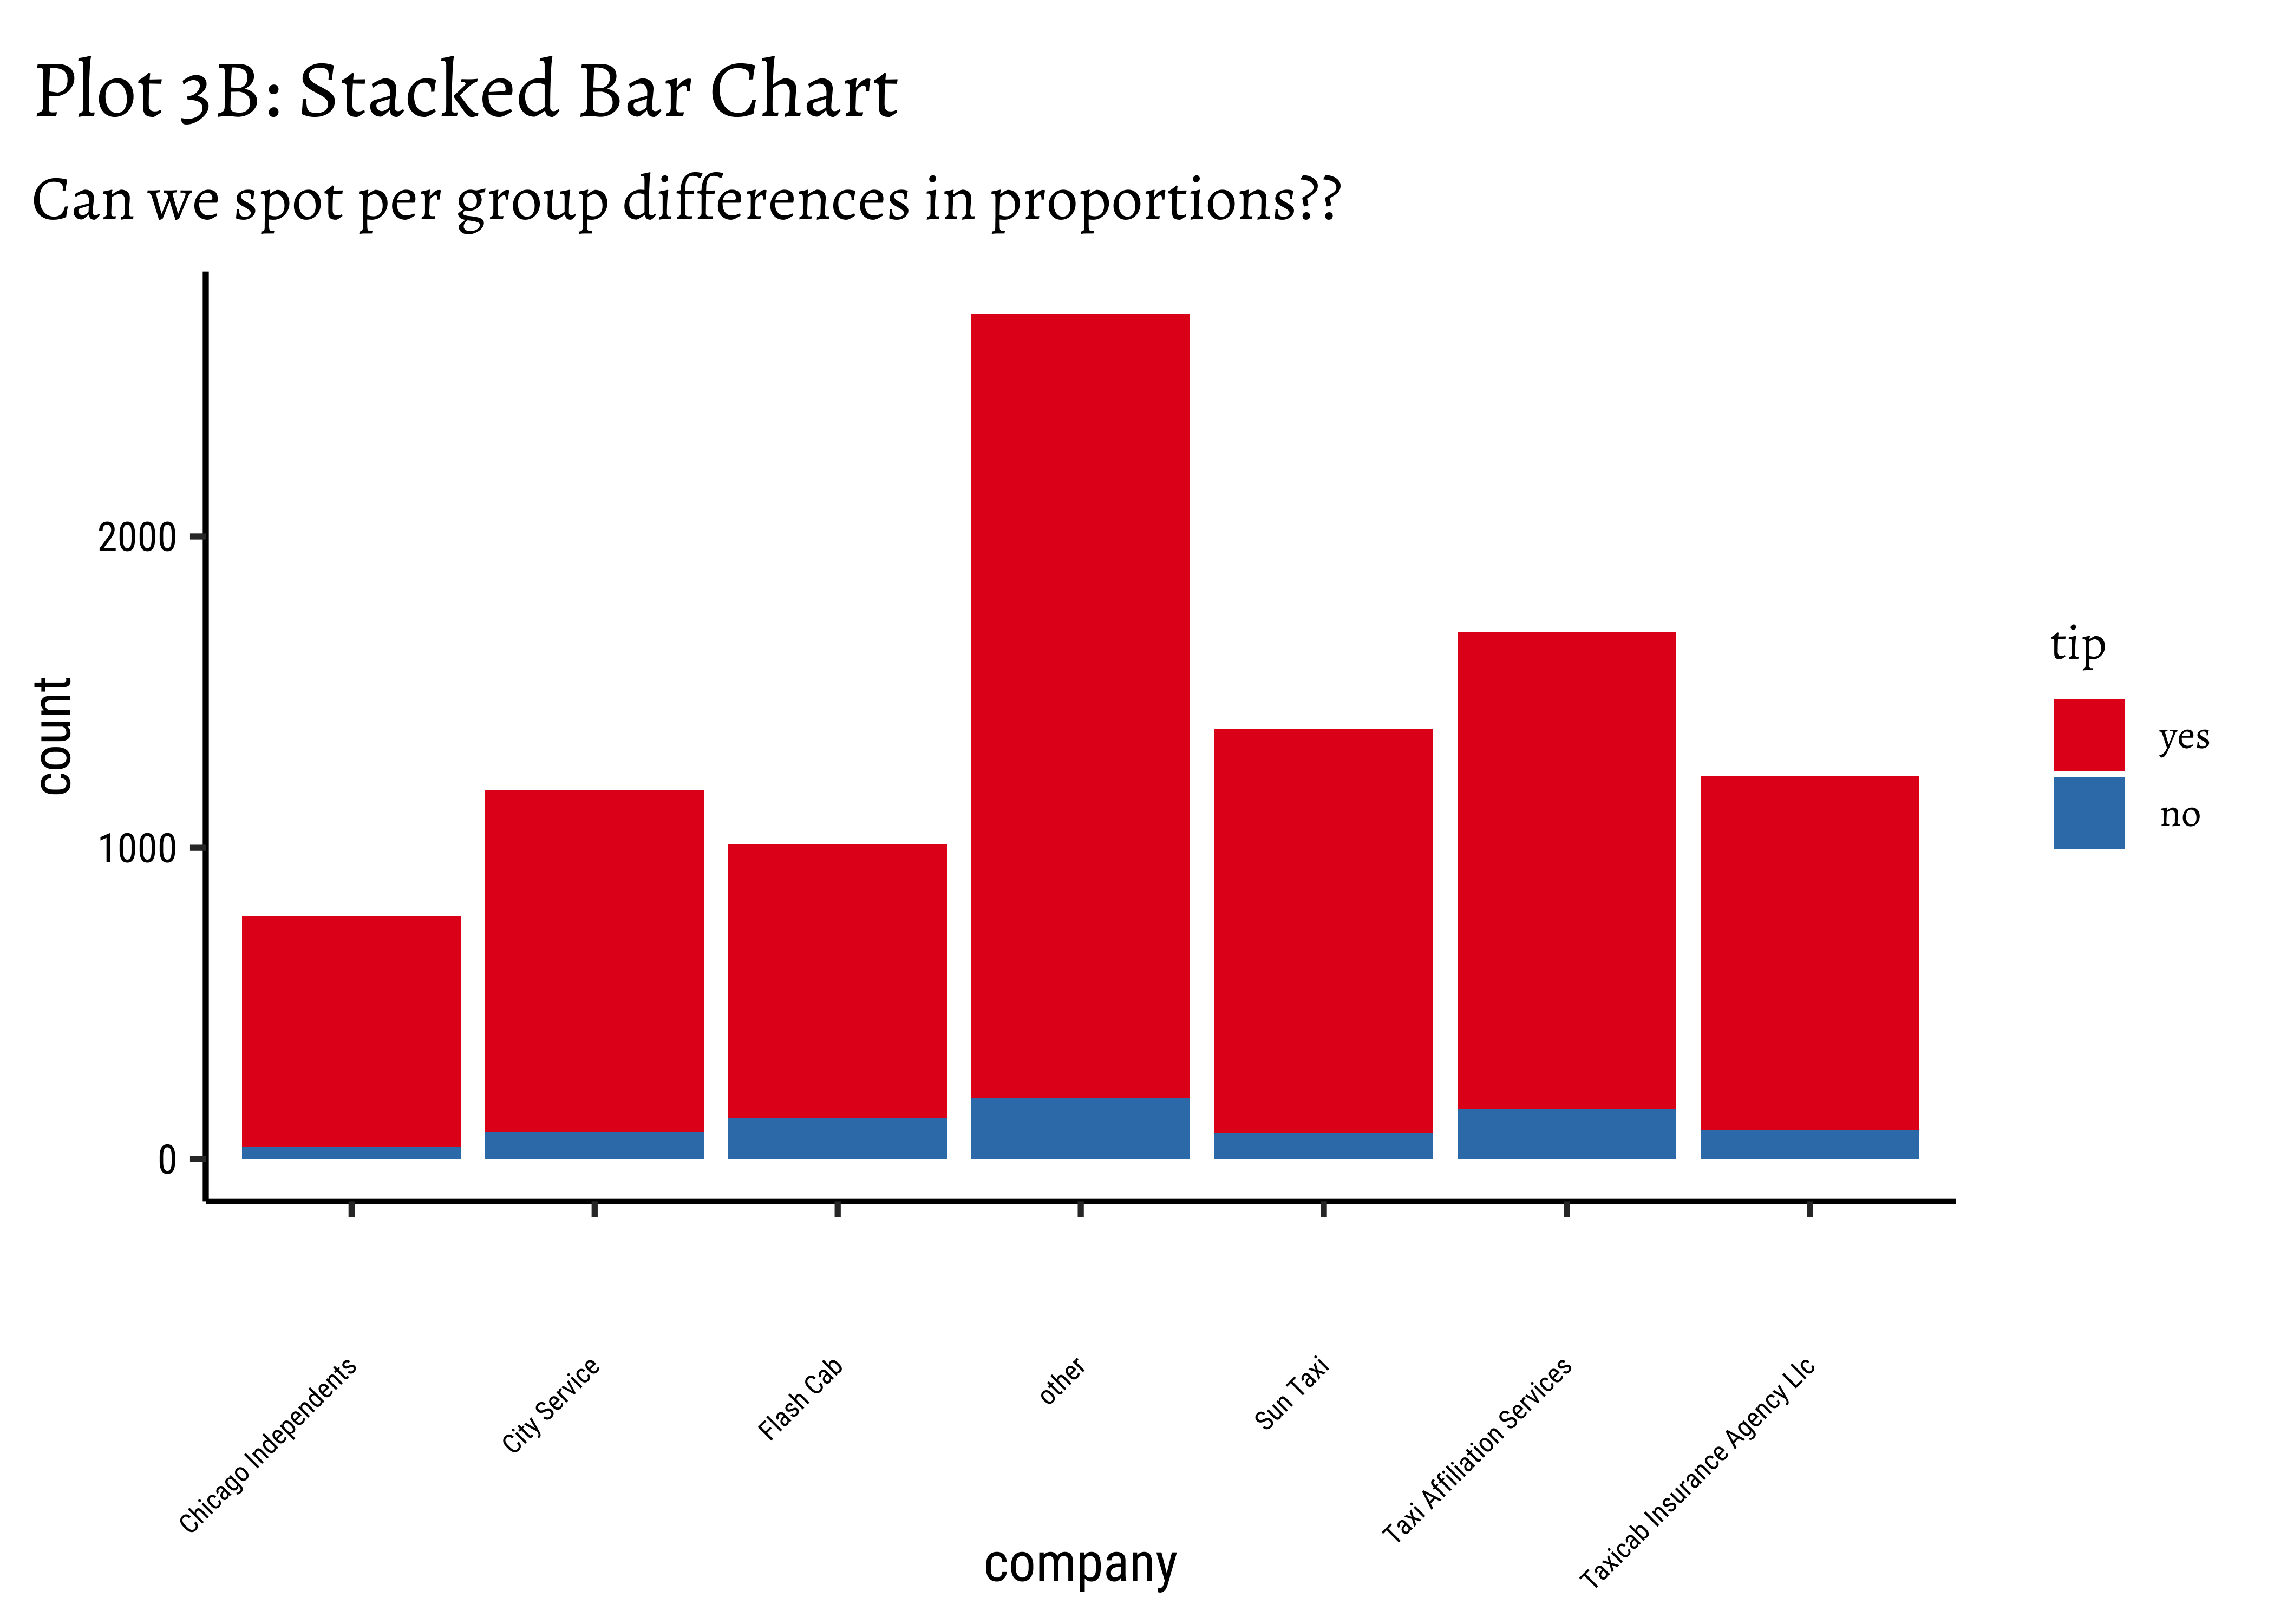 Plot 3B: Stacked Bar Chart
Can we spot per group differences in proportions??
count
2000
1000
0
tip
yes
no
Chicago Independents
City Service
Flash Cab
other
Sun Taxi
Taxi Affiliation Services
Taxicab Insurance Agency Llc
company